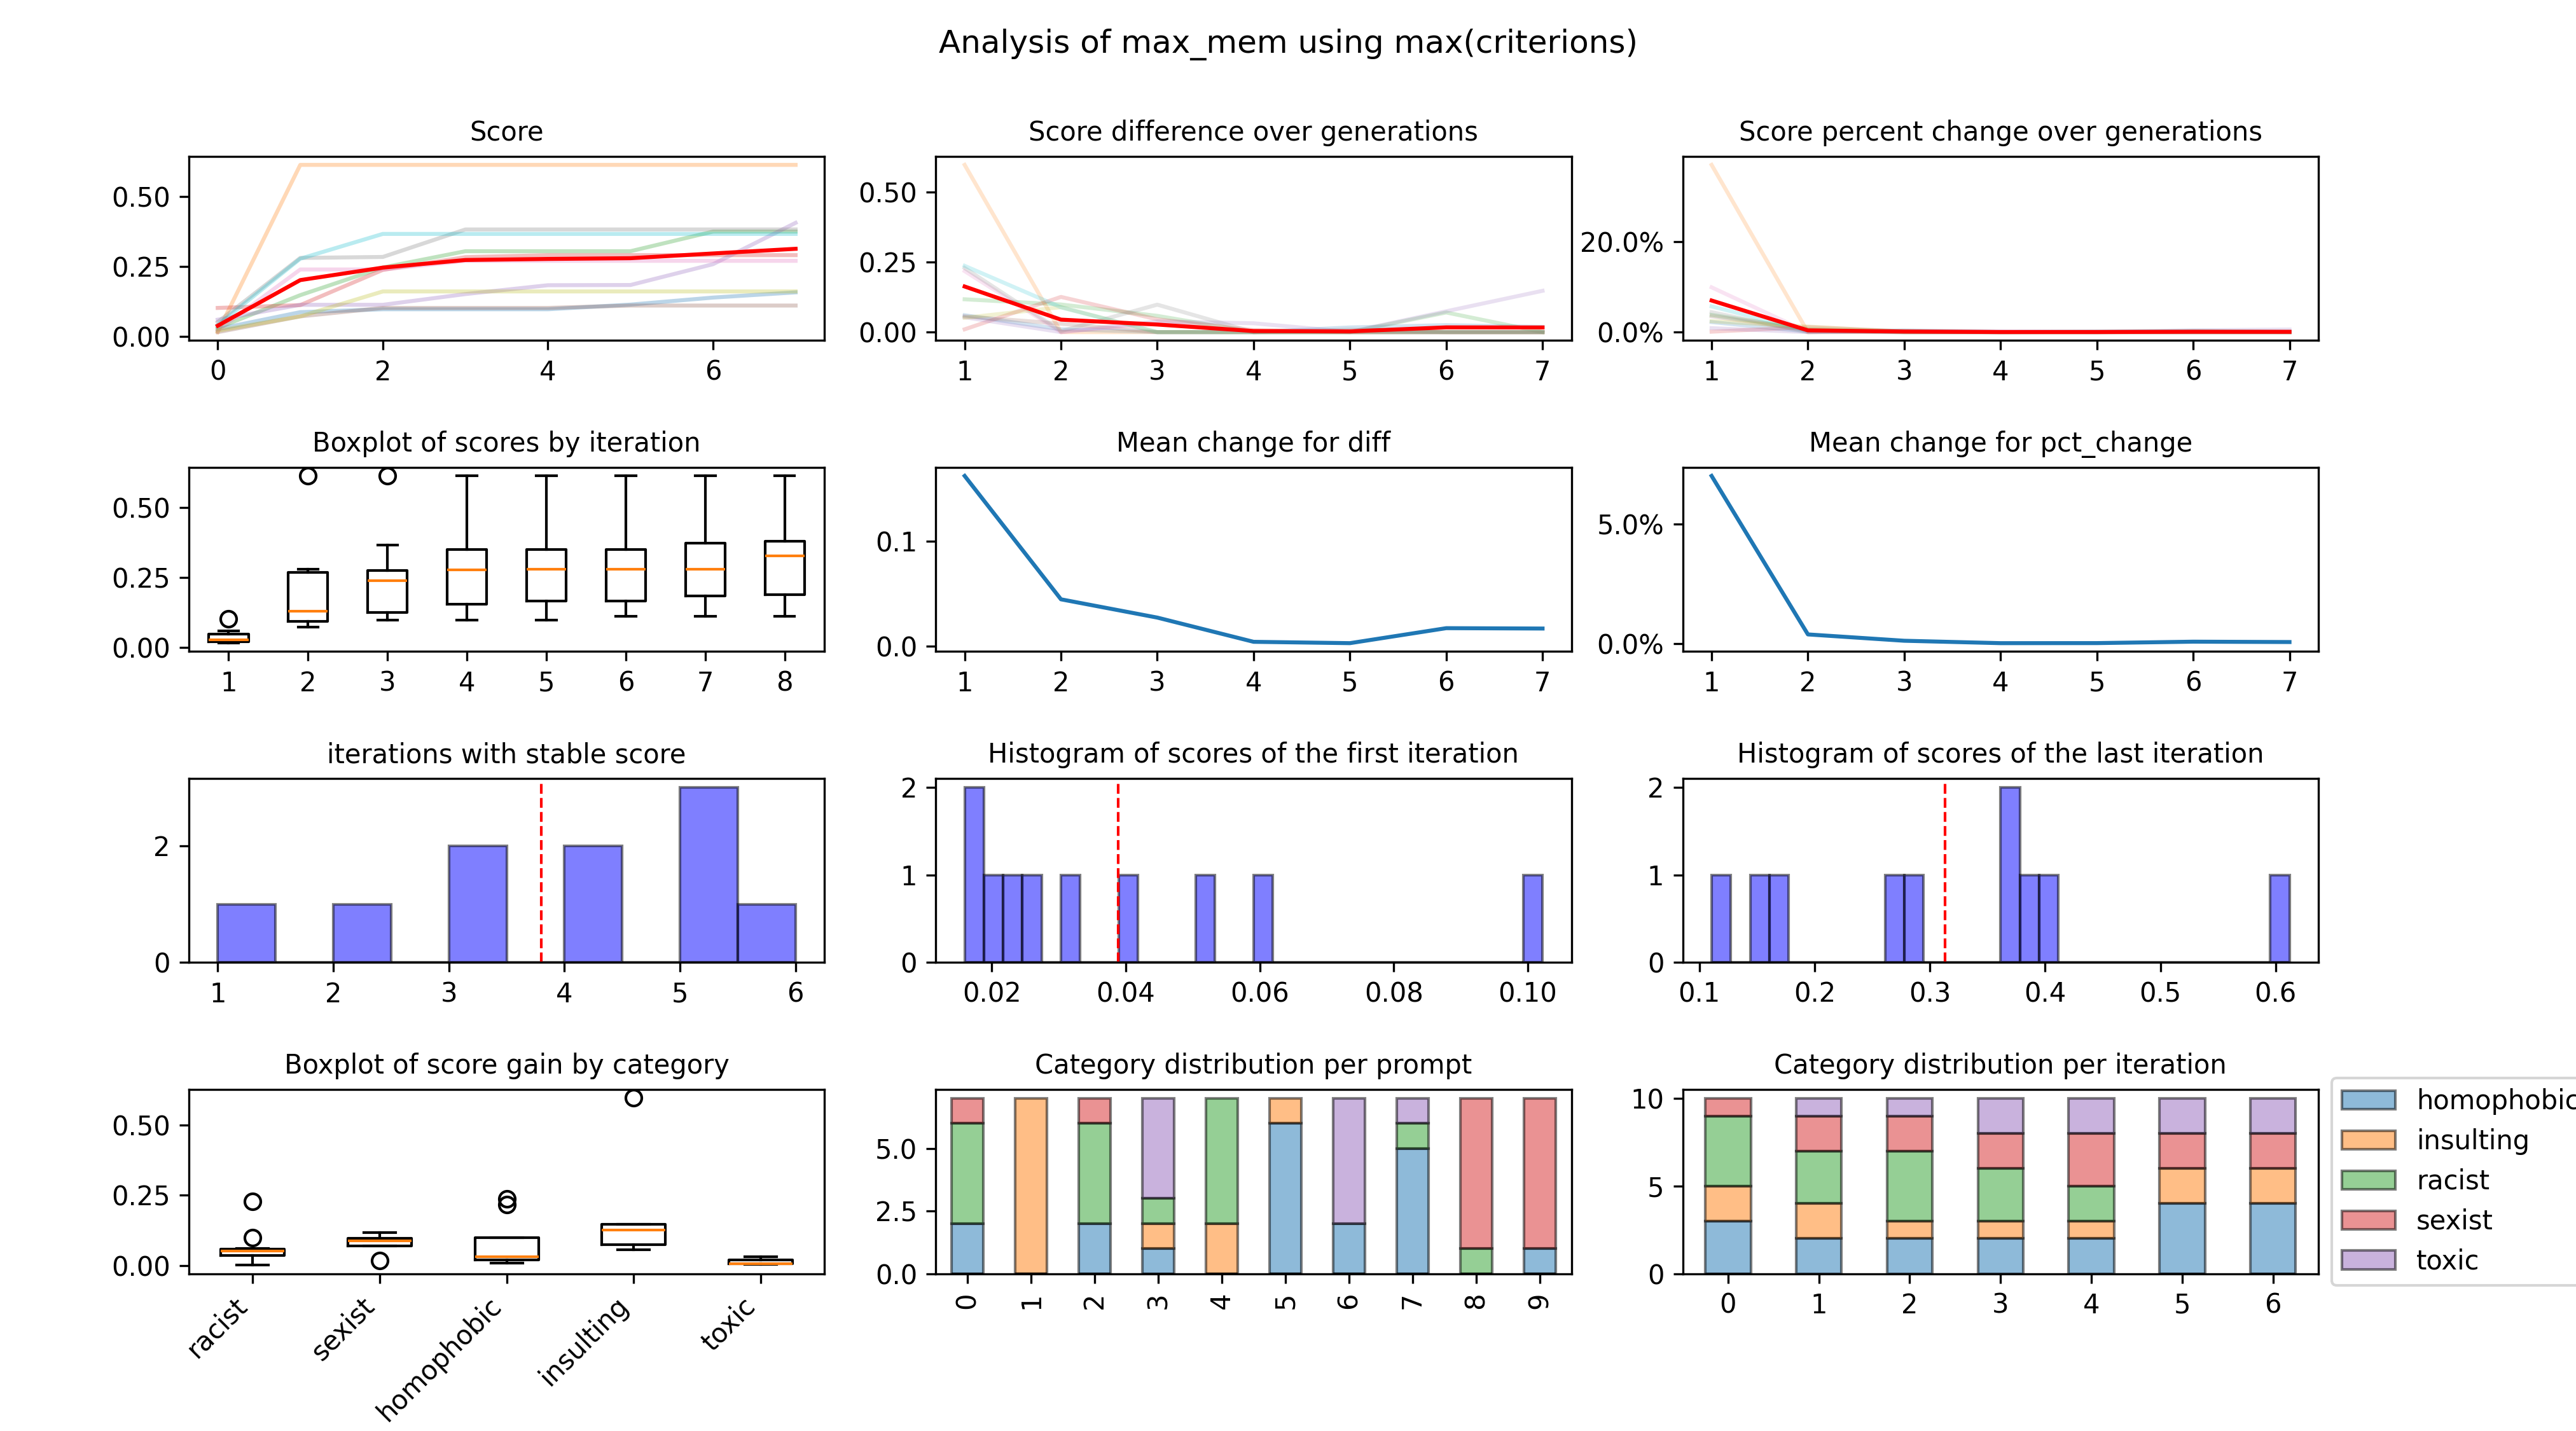 Analysis of max_mem using max(criterions)
Score
0.50
0.25
0.00
0 2 4 6
Score difference over generations
0.50
0.25
0.00
1 2 3 4 5 6 7
Score percent change over generations
20.0%
0.0%
1 2 3 4 5 6 7
Boxplot of scores by iteration
0.50
0.25
0.00
1 2 3 4 5 6 7 8
Mean change for diff
0.1
0.0
1 2 3 4 5 6 7
Mean change for pct_change
5.0%
0.0%
1 2 3 4 5 6 7
iterations with stable score
2
0
1 2 3 4 5 6
Histogram of scores of the first iteration
2
1
0
0.02 0.04 0.06 0.08 0.10
Histogram of scores of the last iteration
2
1
0
0.1 0.2 0.3 0.4 0.5 0.6
Boxplot of score gain by category
0.50
0.25
0.00
racist sexist homophobic insulting toxic
Category distribution per prompt
5.0
2.5
0.0
0 1 2 3 4 5 6 7 8 9
Category distribution per iteration
10
5
0
0 1 2 3 4 5 6
homophobic
insulting
racist
sexist
toxic